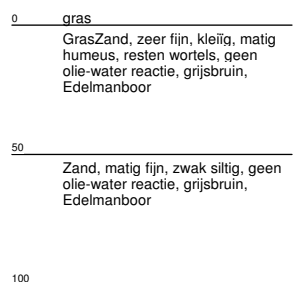 0 gras
GrasZand, zeer fijn, kleiïg, matig
humeus, resten wortels, geen
olie-water reactie, grijsbruin,
Edelmanboor
50
Zand, matig fijn, zwak siltig, geen
olie-water reactie, grijsbruin,
Edelmanboor
100